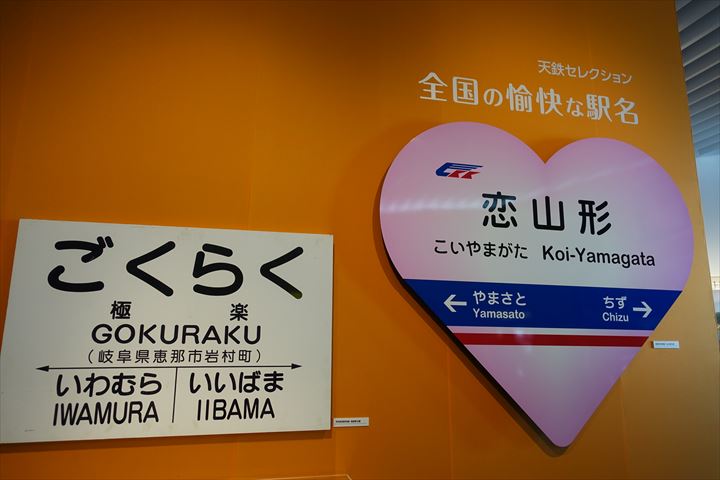 天鉄セレクション
全国の愉快な駅名
ごくらく
極 楽
GOKURAKU
（岐阜県恵那市岩村町）
いわむら いいばま
IWAMURA IIBAMA
恋山形
こいやまがた Koi-Yamagata
やまさと ちず
Yamasato Chizu